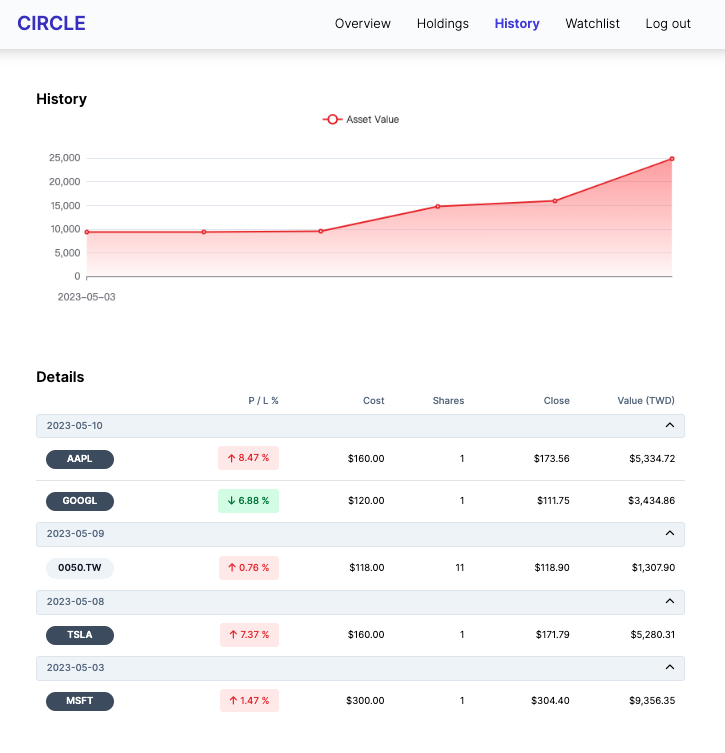 CIRCLE Overview Holdings History Watchlist Log out
History
Asset Value
25,000
20,000
15,000
10,000
5,000
0
2023-05-03
Details
P / L % Cost Shares Close Value (TWD)
2023-05-10
AAPL ↑ 8.47 % $160.00 1 $173.56 $5,334.72
GOOGL ↓ 6.88 % $120.00 1 $111.75 $3,434.86
2023-05-09
0050.TW ↑ 0.76 % $118.00 11 $118.90 $1,307.90
2023-05-08
TSLA ↑ 7.37 % $160.00 1 $171.79 $5,280.31
2023-05-03
MSFT ↑ 1.47 % $300.00 1 $304.40 $9,356.35